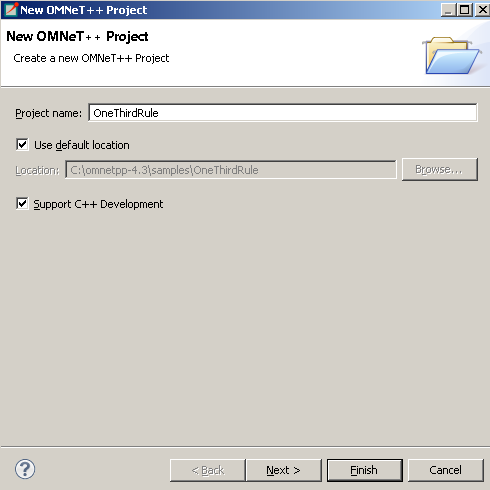 New OMNeT++ Project
New OMNeT++ Project
Create a new OMNeT++ Project
Project name: OneThirdRule
Use default location
Location: C:\omnetpp-4.3\samples\OneThirdRule Browse...
Support C++ Development
? < Back Next > Finish Cancel